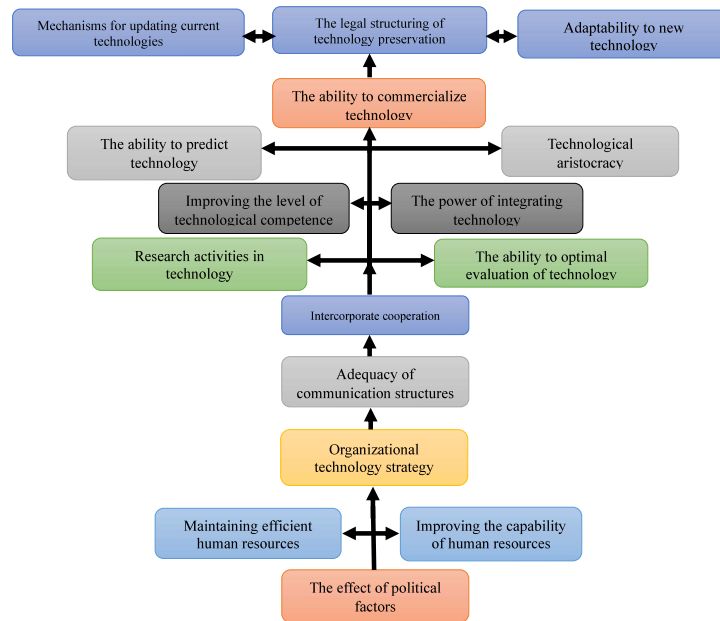 Mechanisms for updating current
technologies
The legal structuring of
technology preservation
Adaptability to new
technology
The ability to commercialize
technology
The ability to predict
technology
Technological
aristocracy
Improving the level of
technological competence
The power of integrating
technology
Research activities in
technology
The ability to optimal
evaluation of technology
Intercorporate cooperation
Adequacy of
communication structures
Organizational
technology strategy
Maintaining efficient
human resources
Improving the capability
of human resources
The effect of political
factors